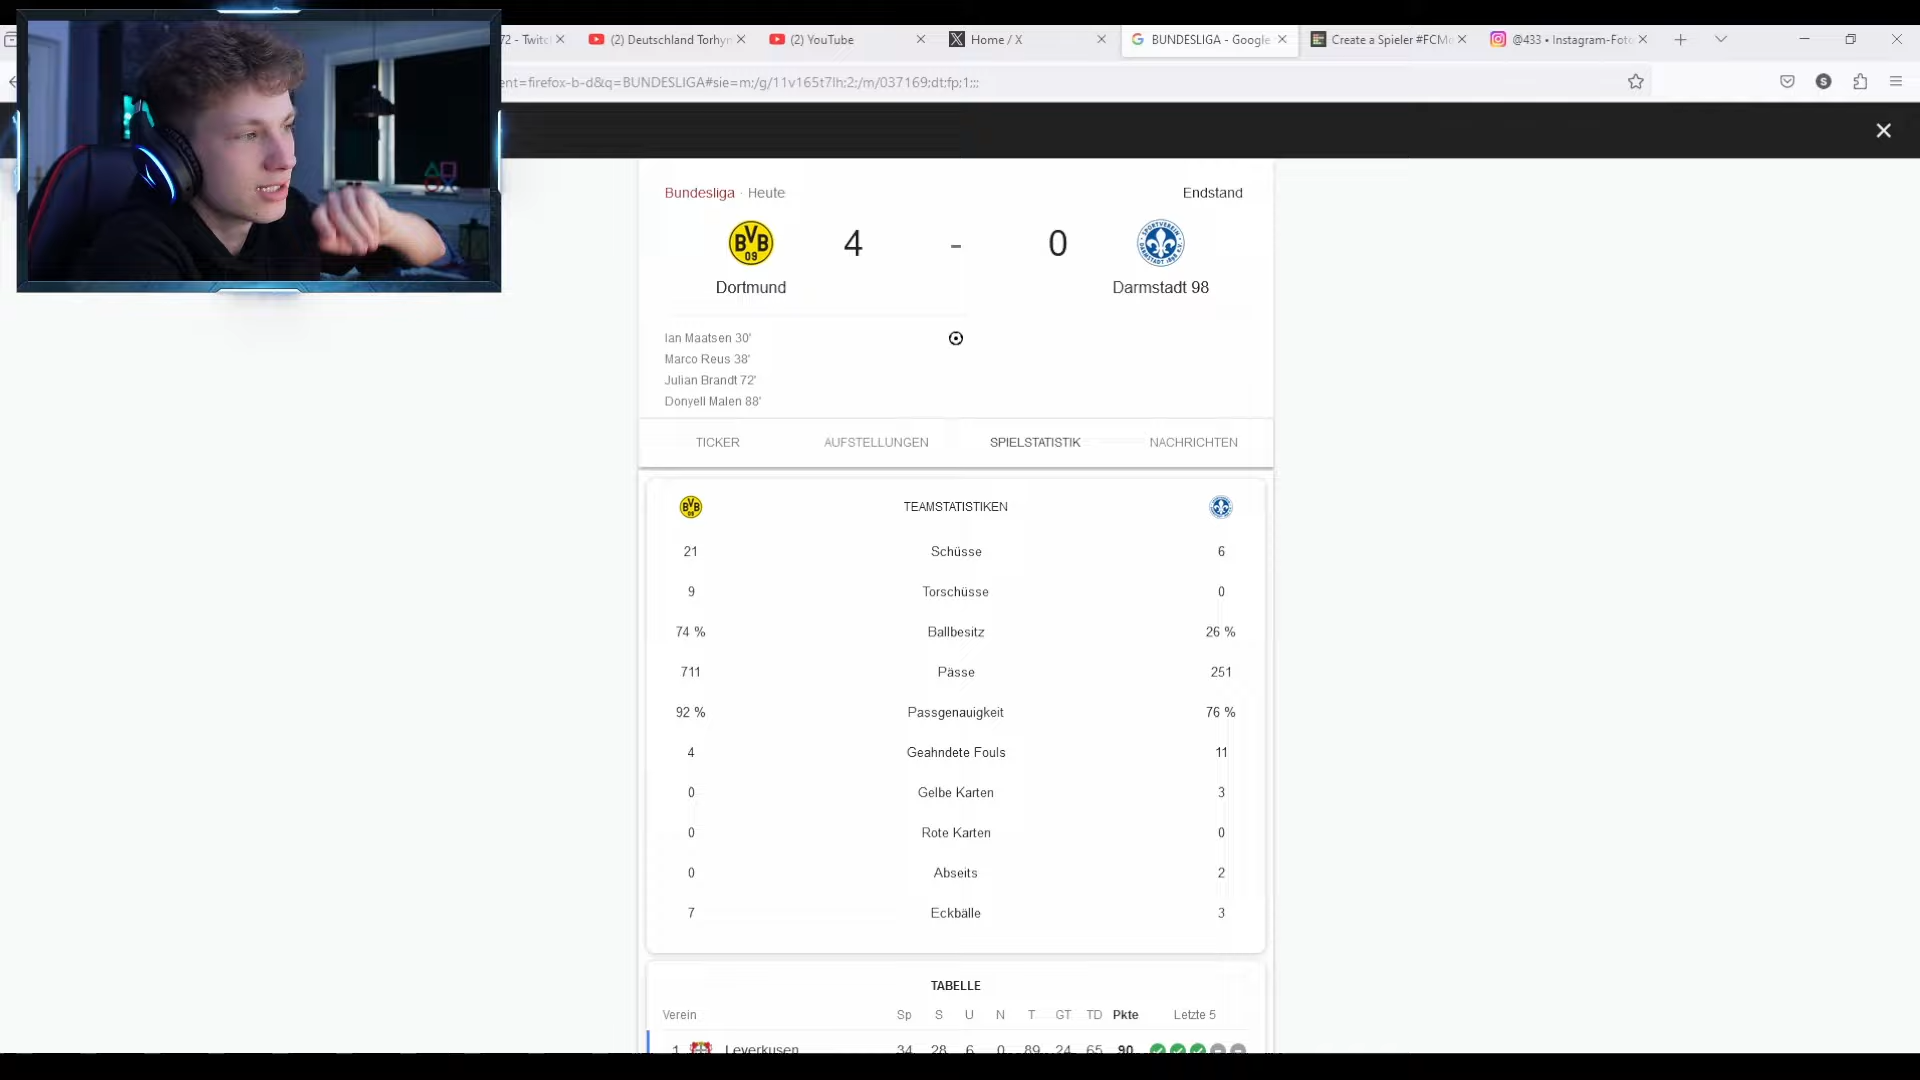 72 - Twitch
(2) Deutschland Torhyn
(2) YouTube
Home / X
BUNDESLIGA - Google
Create a Spieler #FCMo
@433 • Instagram-Foto
ent=firefox-b-d&q=BUNDESLIGA#sie=m;/g/11v165t7lh;2;/m/037169;dt;fp;1;;;
S
Bundesliga · Heute
Endstand
BVB 09
4 - 0
Dortmund
Darmstadt 98
Ian Maatsen 30'
Marco Reus 38'
Julian Brandt 72'
Donyell Malen 88'
TICKER
AUFSTELLUNGEN
SPIELSTATISTIK
NACHRICHTEN
TEAMSTATISTIKEN
21 Schüsse 6
9 Torschüsse 0
74 % Ballbesitz 26 %
711 Pässe 251
92 % Passgenauigkeit 76 %
4 Geahndete Fouls 11
0 Gelbe Karten 3
0 Rote Karten 0
0 Abseits 2
7 Eckbälle 3
TABELLE
Verein Sp S U N T GT TD Pkte Letzte 5
1 Leverkusen 34 28 6 0 89 24 65 90